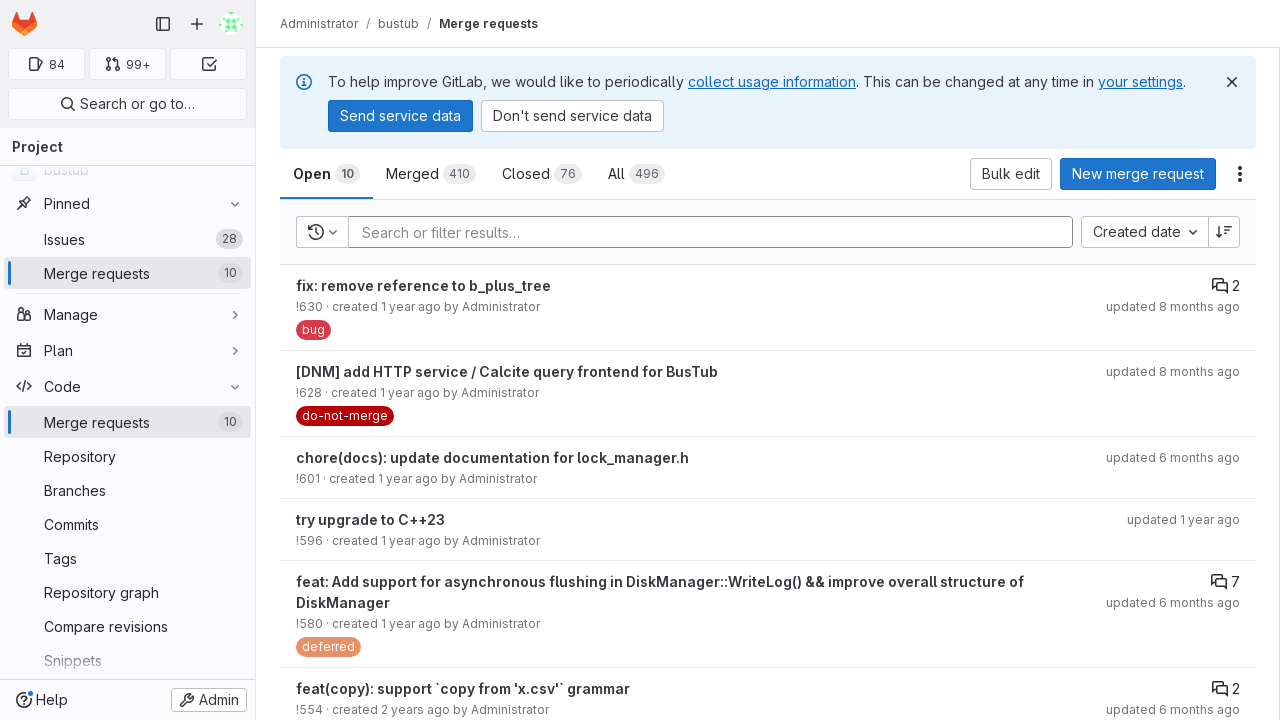 Administrator / bustub / Merge requests
84
99+
Search or go to…
Project
bustub
Pinned
Issues 28
Merge requests 10
Manage
Plan
Code
Merge requests 10
Repository
Branches
Commits
Tags
Repository graph
Compare revisions
Snippets
Help
Admin
To help improve GitLab, we would like to periodically collect usage information. This can be changed at any time in your settings.
Send service data
Don't send service data
Open 10
Merged 410
Closed 76
All 496
Bulk edit
New merge request
Search or filter results…
Created date
fix: remove reference to b_plus_tree
2
!630 · created 1 year ago by Administrator
updated 8 months ago
bug
[DNM] add HTTP service / Calcite query frontend for BusTub
updated 8 months ago
!628 · created 1 year ago by Administrator
do-not-merge
chore(docs): update documentation for lock_manager.h
updated 6 months ago
!601 · created 1 year ago by Administrator
try upgrade to C++23
updated 1 year ago
!596 · created 1 year ago by Administrator
feat: Add support for asynchronous flushing in DiskManager::WriteLog() && improve overall structure of
DiskManager
7
updated 6 months ago
!580 · created 1 year ago by Administrator
deferred
feat(copy): support `copy from 'x.csv'` grammar
2
!554 · created 2 years ago by Administrator
updated 6 months ago